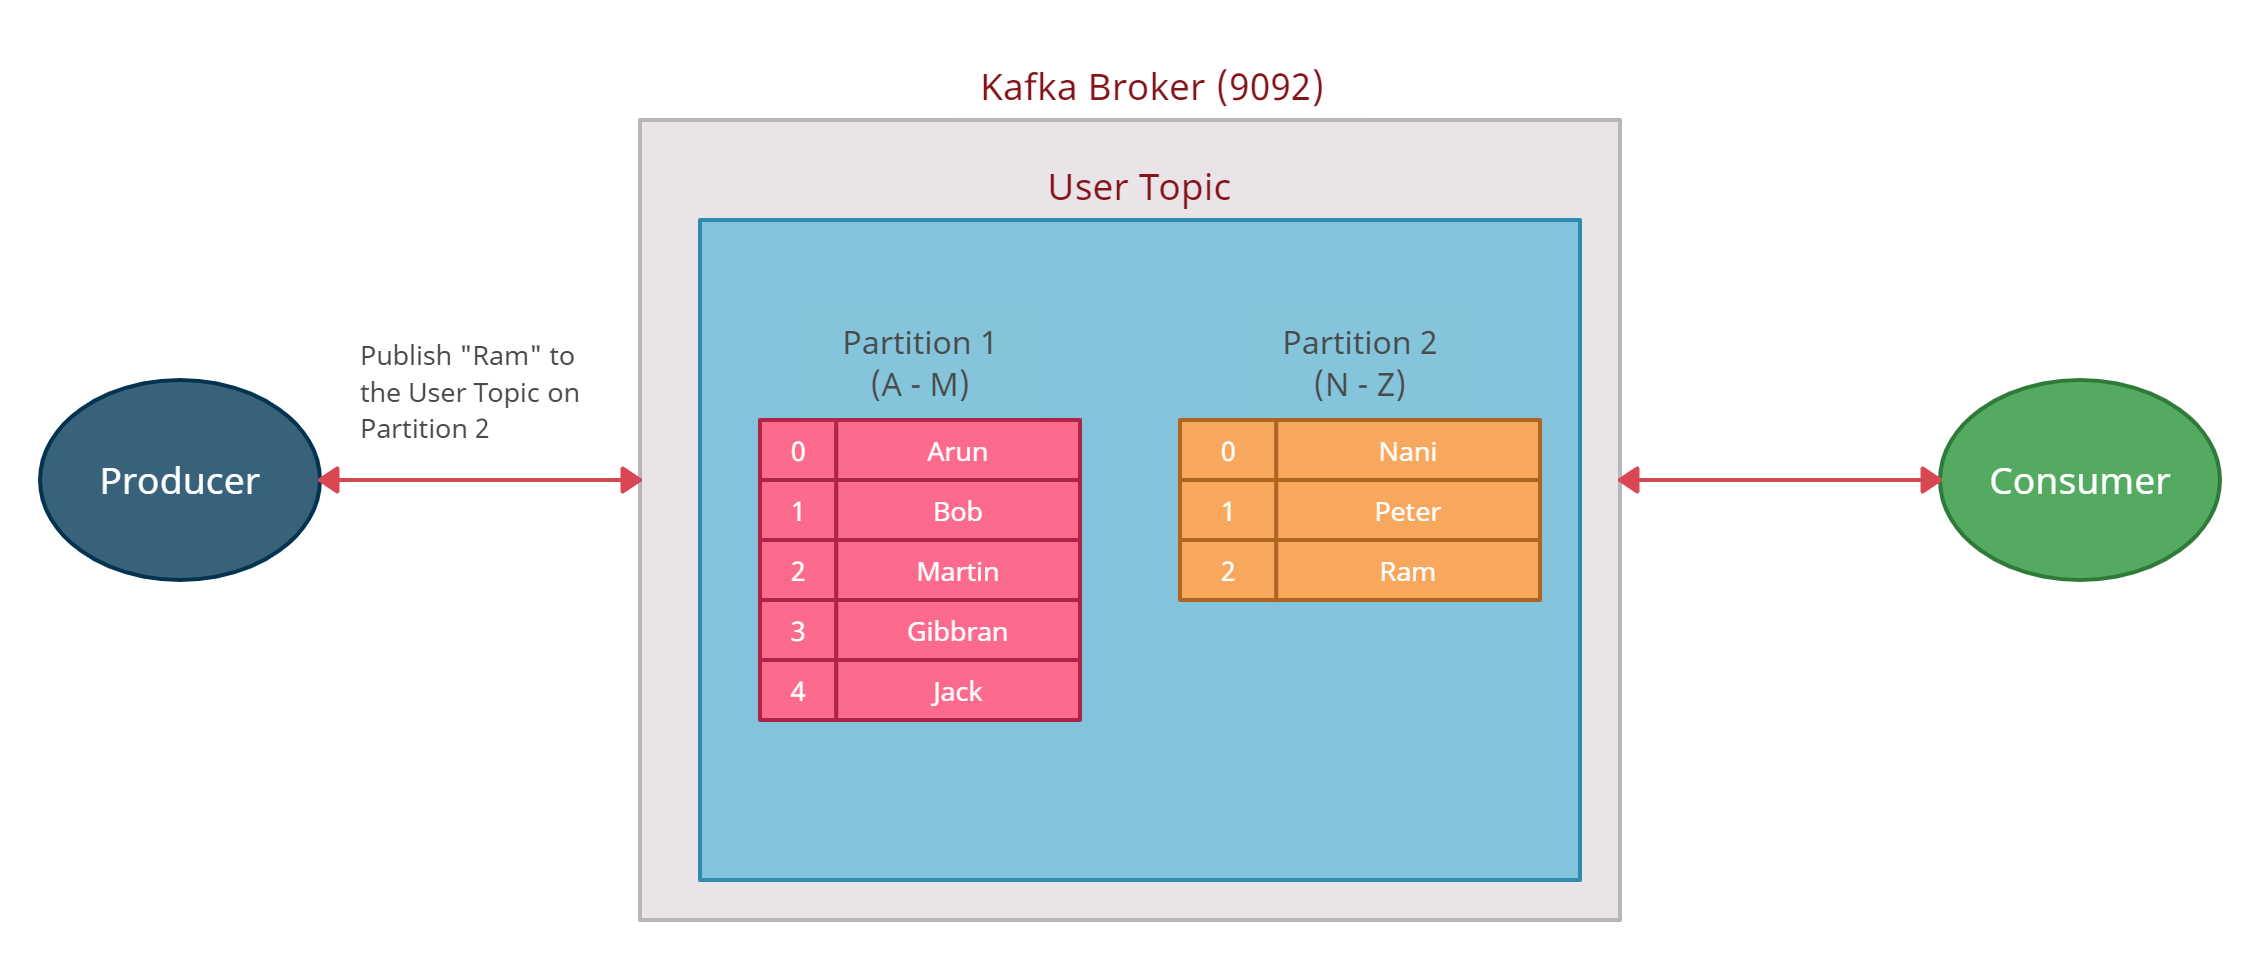 Kafka Broker (9092)
User Topic
Publish "Ram" to
the User Topic on
Partition 2
Producer
Partition 1
(A - M)
0 Arun
1 Bob
2 Martin
3 Gibbran
4 Jack
Partition 2
(N - Z)
0 Nani
1 Peter
2 Ram
Consumer